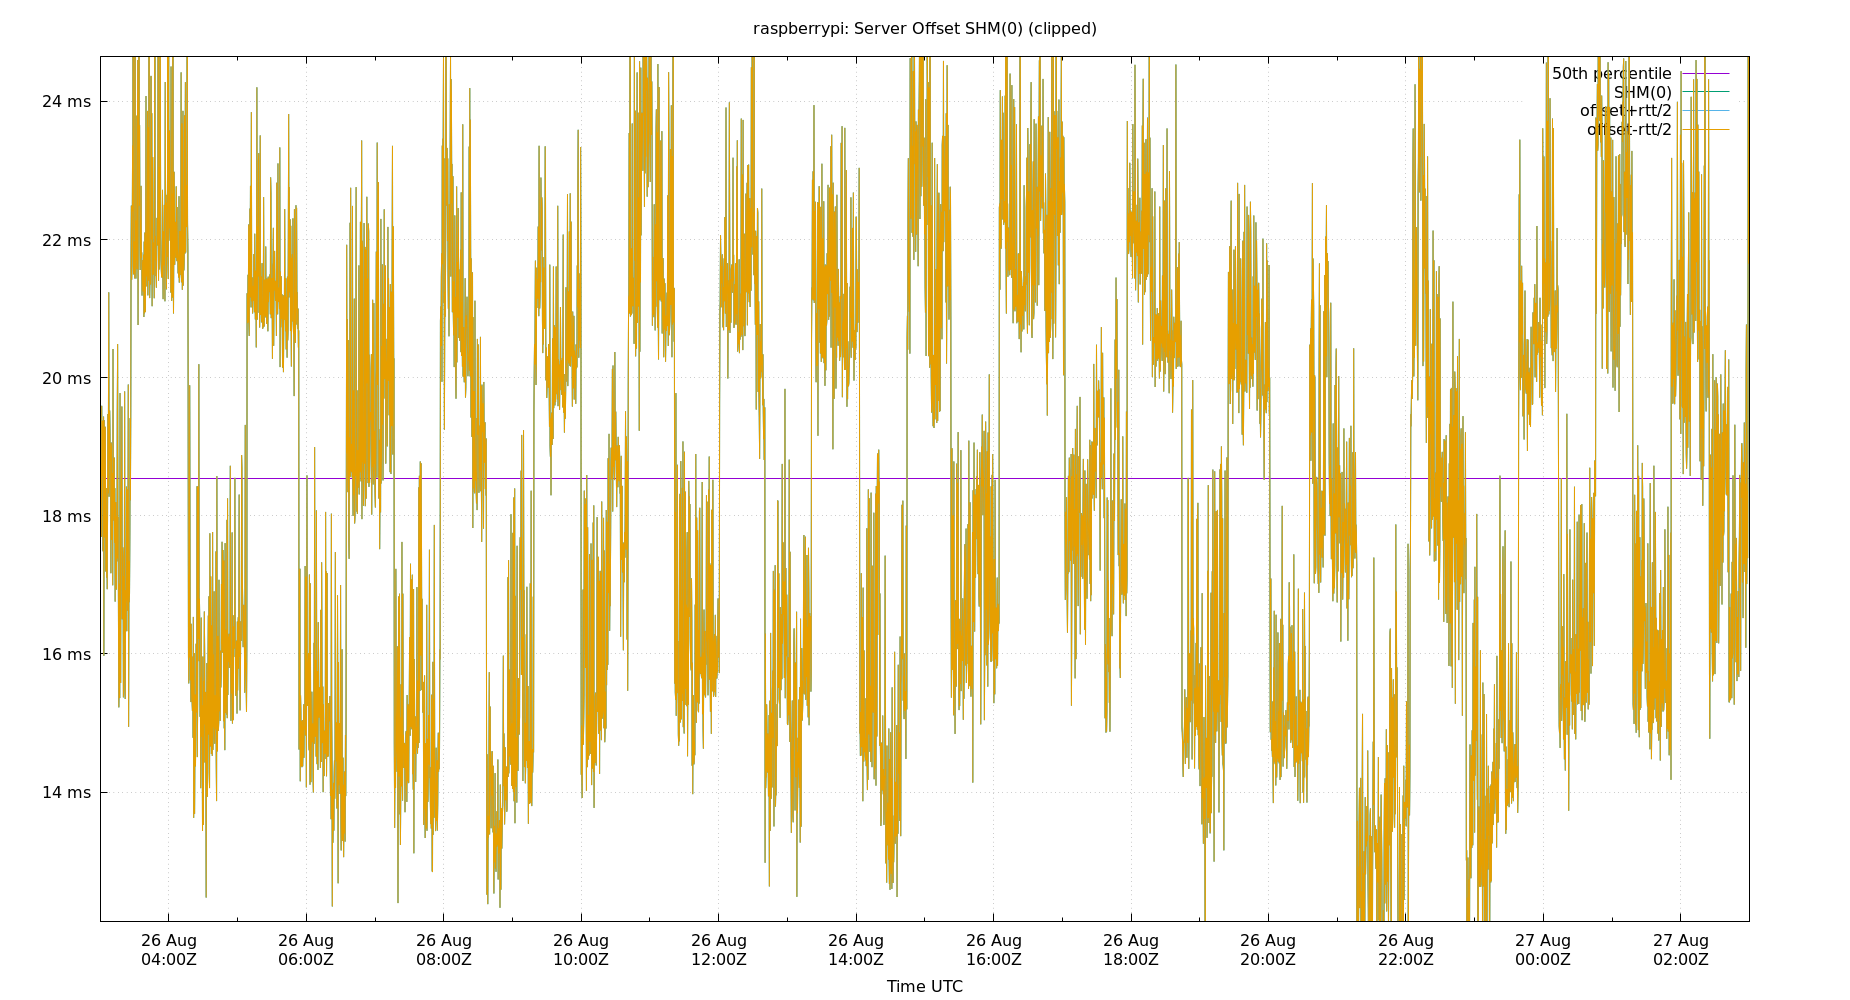 raspberrypi: Server Offset SHM(0) (clipped)
24 ms
22 ms
20 ms
18 ms
16 ms
14 ms
50th percentile
SHM(0)
offset+rtt/2
offset-rtt/2
26 Aug 26 Aug 26 Aug 26 Aug 26 Aug 26 Aug 26 Aug 26 Aug 26 Aug 26 Aug 27 Aug 27 Aug
04:00Z 06:00Z 08:00Z 10:00Z 12:00Z 14:00Z 16:00Z 18:00Z 20:00Z 22:00Z 00:00Z 02:00Z
Time UTC